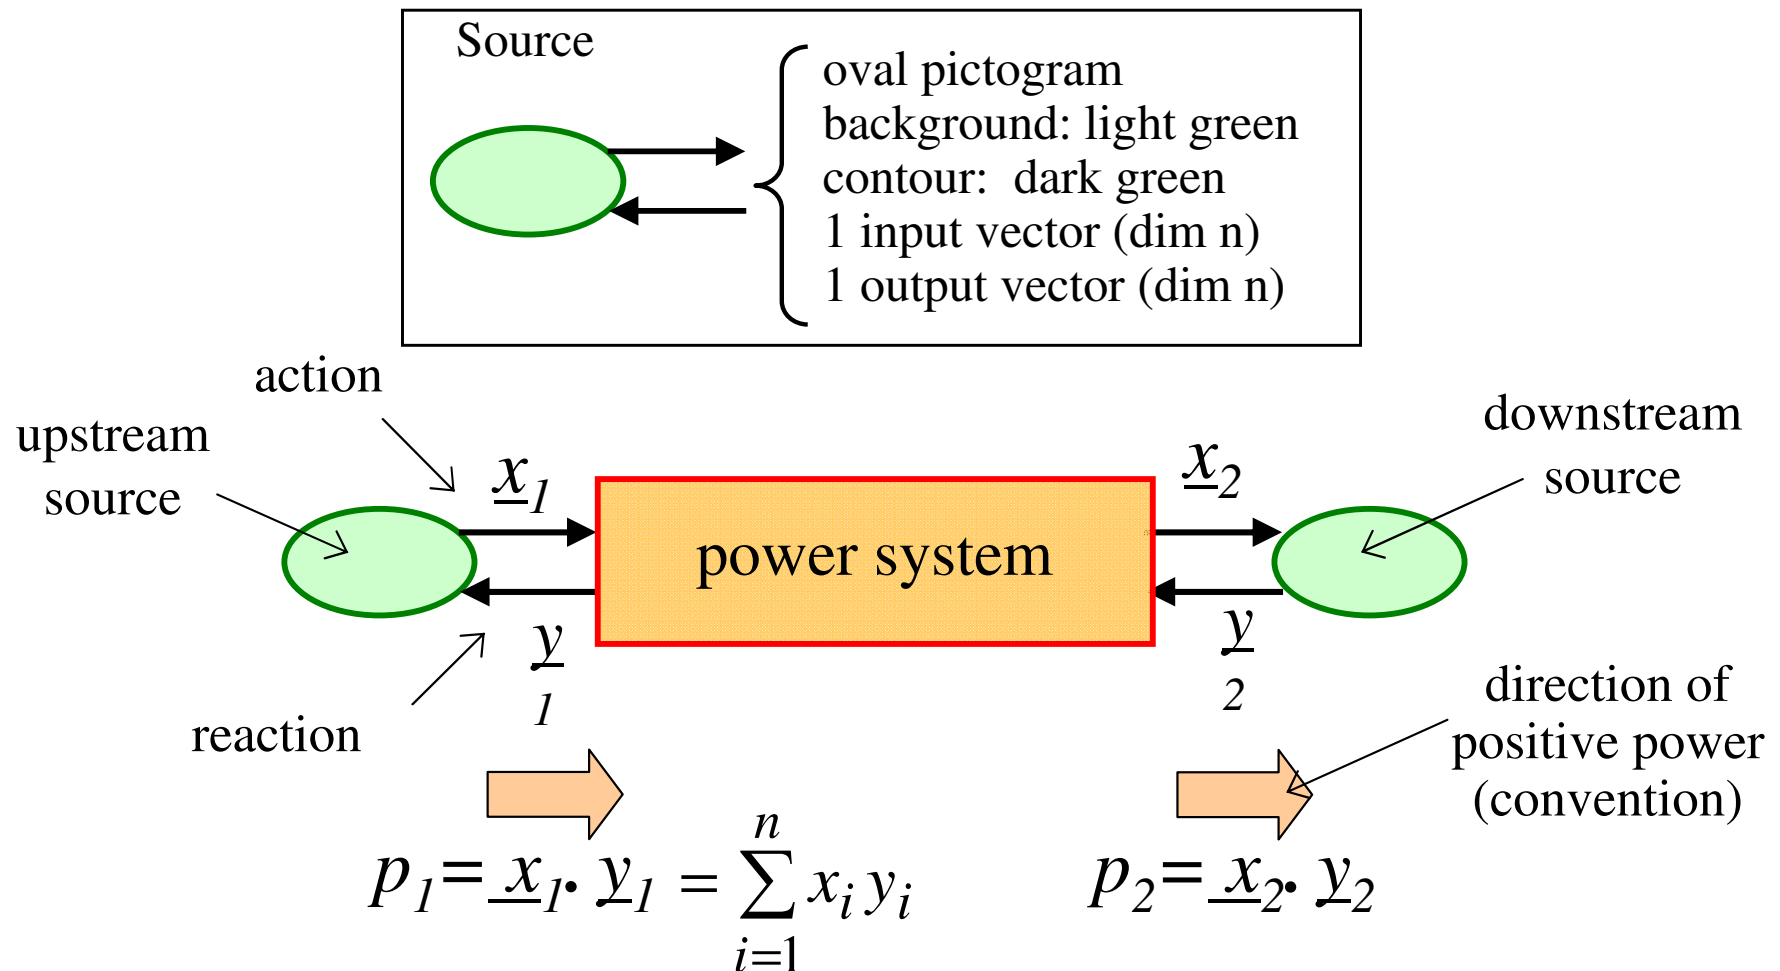 Source
oval pictogram
background: light green
contour: dark green
1 input vector (dim n)
1 output vector (dim n)
action
upstream
source
x1
y
1
reaction
power system
x2
y
2
downstream
source
direction of
positive power
(convention)
p1= x1. y1 = ∑ n i=1 xi yi
p2= x2. y2